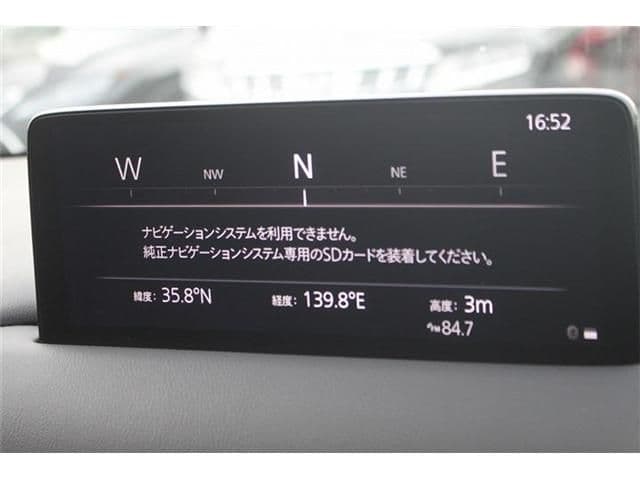 16:52
W NW N NE E
ナビゲーションシステムを利用できません。
純正ナビゲーションシステム専用のSDカードを装着してください。
緯度: 35.8°N 経度: 139.8°E 高度: 3m
84.7